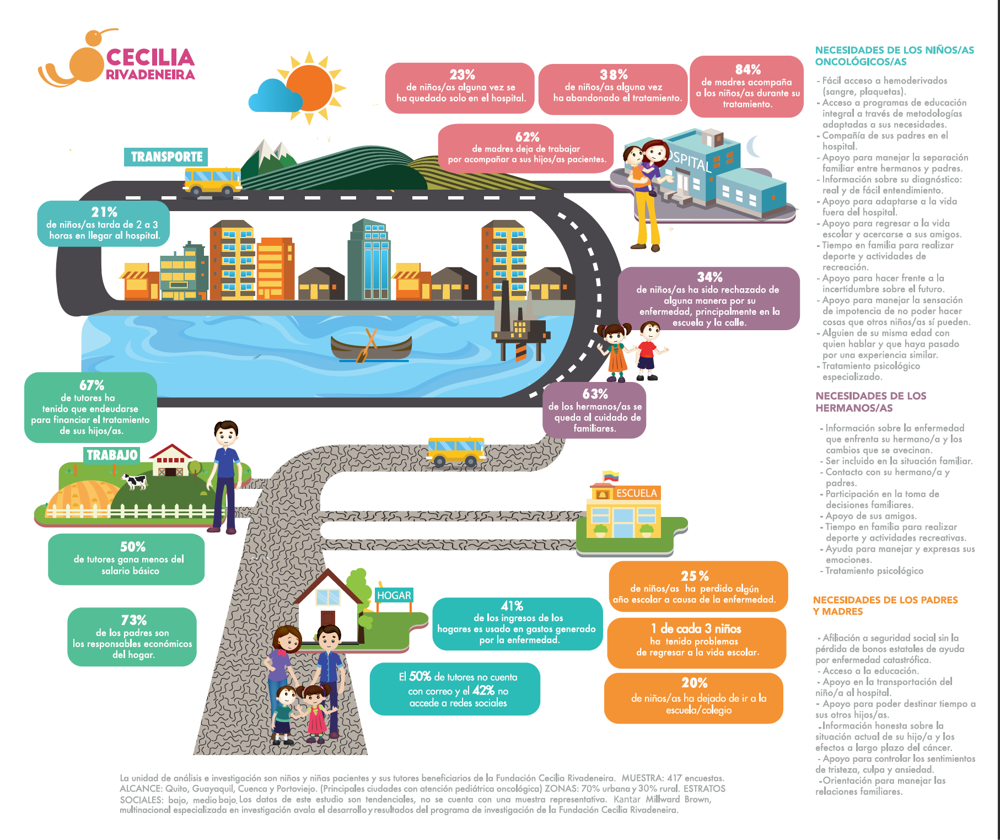 CECILIA
RIVADENEIRA
23%
de niños/as alguna vez se
ha quedado solo en el hospital.
38%
de niños/as alguna vez
ha abandonado el tratamiento.
84%
de madres acompaña
a los niños/as durante su
tratamiento.
62%
de madres deja de trabajar
por acompañar a sus hijos/as pacientes.
OSPITAL
TRANSPORTE
21%
de niños/as tarda de 2 a 3
horas en llegar al hospital.
34%
de niños/as ha sido rechazado de
alguna manera por su
enfermedad, principalmente en la
escuela y la calle.
63%
de los hermanos/as se
queda al cuidado de
familiares.
67%
de tutores ha
tenido que endeudarse
para financiar el tratamiento
de sus hijos/as.
TRABAJO
50%
de tutores gana menos del
salario básico
73%
de los padres son
los responsables económicos
del hogar.
ESCUELA
HOGAR
41%
de los ingresos de los
hogares es usado en gastos generado
por la enfermedad.
El 50% de tutores no cuenta
con correo y el 42% no
accede a redes sociales
25 %
de niños/as ha perdido algún
año escolar a causa de la enfermedad.
1 de cada 3 niños
ha tenido problemas
de regresar a la vida escolar.
20%
de niños/as ha dejado de ir a la
escuela/colegio
NECESIDADES DE LOS NIÑOS/AS
ONCOLÓGICOS/AS
- Fácil acceso a hemoderivados
(sangre, plaquetas).
- Acceso a programas de educación
integral a través de metodologías
adaptadas a sus necesidades.
- Compañía de sus padres en el
hospital.
- Apoyo para manejar la separación
familiar entre hermanos y padres.
- Información sobre su diagnóstico:
real y de fácil entendimiento.
- Apoyo para adaptarse a la vida
fuera del hospital.
- Apoyo para regresar a la vida
escolar y acercarse a sus amigos.
- Tiempo en familia para realizar
deporte y actividades de
recreación.
- Apoyo para hacer frente a la
incertidumbre sobre el futuro.
- Apoyo para manejar la sensación
de impotencia de no poder hacer
cosas que otros niños/as sí pueden.
- Alguien de su misma edad con
quien hablar y que haya pasado
por una experiencia similar.
- Tratamiento psicológico
especializado.
NECESIDADES DE LOS
HERMANOS/AS
- Información sobre la enfermedad
que enfrenta su hermano/a y los
cambios que se avecinan.
- Ser incluido en la situación familiar.
- Contacto con su hermano/a y
padres.
- Participación en la toma de
decisiones familiares.
- Apoyo de sus amigos.
- Tiempo en familia para realizar
deporte y actividades recreativas.
- Ayuda para manejar y expresas sus
emociones.
- Tratamiento psicológico
NECESIDADES DE LOS PADRES
Y MADRES
- Afiliación a seguridad social sin la
pérdida de bonos estatales de ayuda
por enfermedad catastrófica.
- Acceso a la educación.
- Apoyo en la transportación del
niño/a al hospital.
- Apoyo para poder destinar tiempo a
sus otros hijos/as.
-Información honesta sobre la
situación actual de su hijo/a y los
efectos a largo plazo del cáncer.
- Apoyo para controlar los sentimientos
de tristeza, culpa y ansiedad.
-Orientación para manejar las
relaciones familiares.
La unidad de análisis e investigación son niños y niñas pacientes y sus tutores beneficiarios de la Fundación Cecilia Rivadeneira. MUESTRA: 417 encuestas.
ALCANCE: Quito, Guayaquil, Cuenca y Portoviejo. (Principales ciudades con atención pediátrica oncológica) ZONAS: 70% urbana y 30% rural. ESTRATOS
SOCIALES: bajo, medio bajo. Los datos de este estudio son tendenciales, no se cuenta con una muestra representativa. Kantar Millward Brown,
multinacional especializada en investigación avala el desarrollo y resultados del programa de investigación de la Fundación Cecilia Rivadeneira.